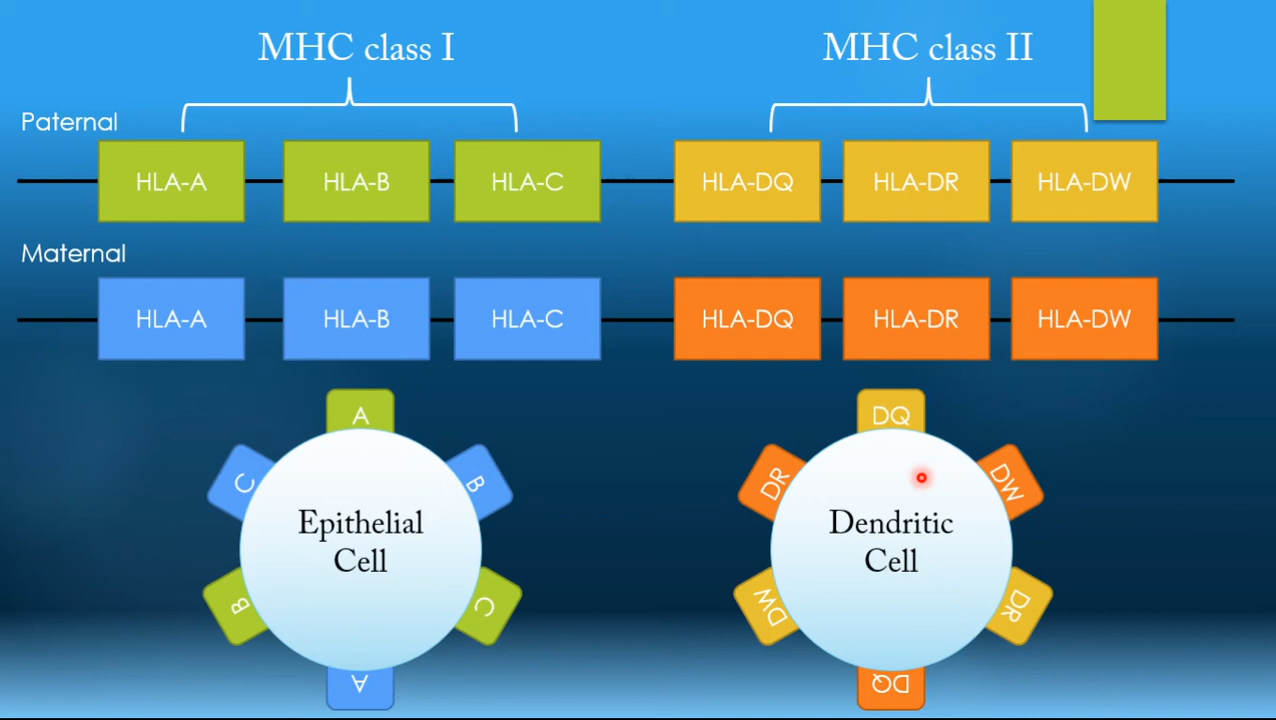 MHC class I
MHC class II
Paternal
HLA-A HLA-B HLA-C HLA-DQ HLA-DR HLA-DW
Maternal
HLA-A HLA-B HLA-C HLA-DQ HLA-DR HLA-DW
A
B
C
A
B
C
Epithelial
Cell
DQ
DW
DR
DQ
DW
DR
Dendritic
Cell